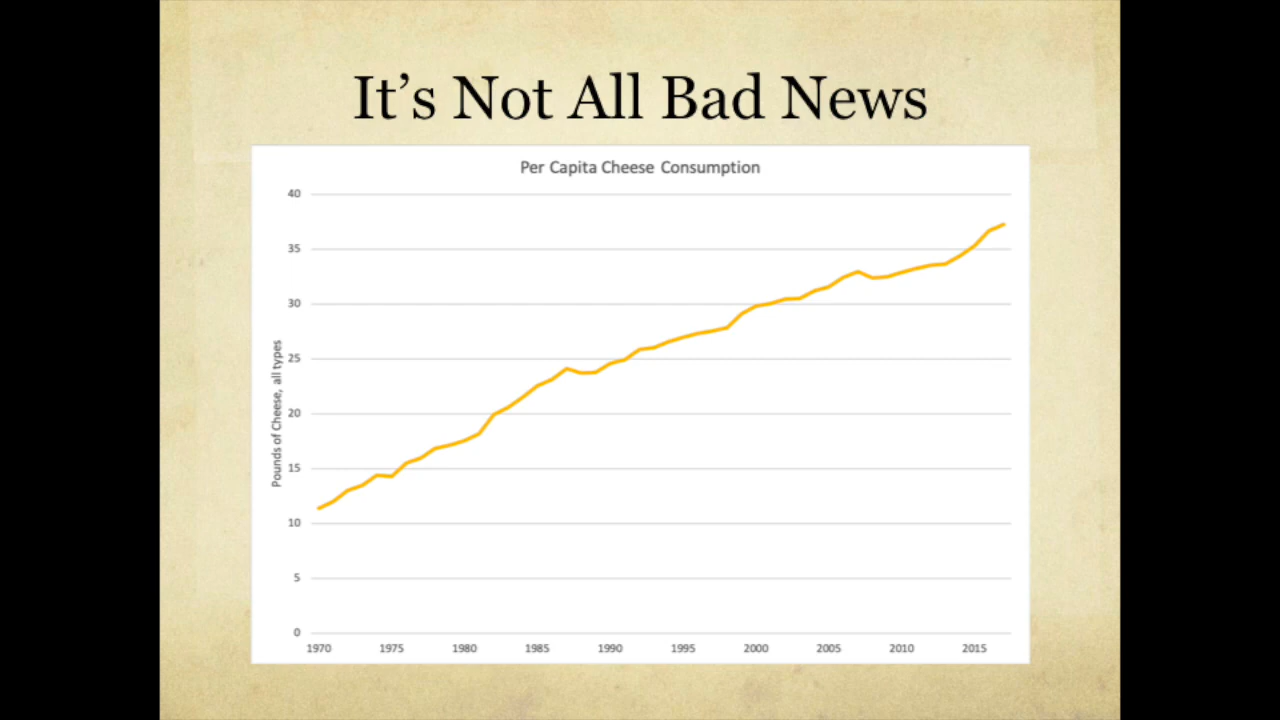 It’s Not All Bad News
Per Capita Cheese Consumption
Pounds of Cheese, all types
40
35
30
25
20
15
10
5
0
1970 1975 1980 1985 1990 1995 2000 2005 2010 2015